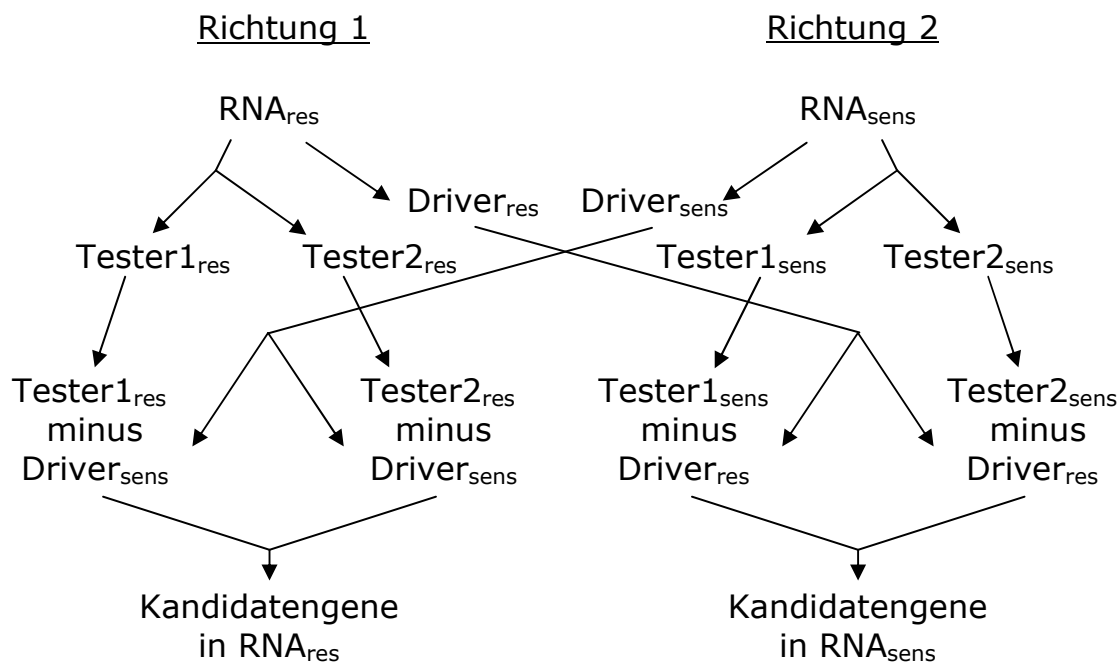 Richtung 1 Richtung 2
RNAres RNAsens
Driverres Driversens
Tester1res Tester2res Tester1sens Tester2sens
Tester1res Tester2res Tester1sens Tester2sens
minus minus minus minus
Driversens Driversens Driverres Driverres
Kandidatengene Kandidatengene
in RNAres in RNAsens